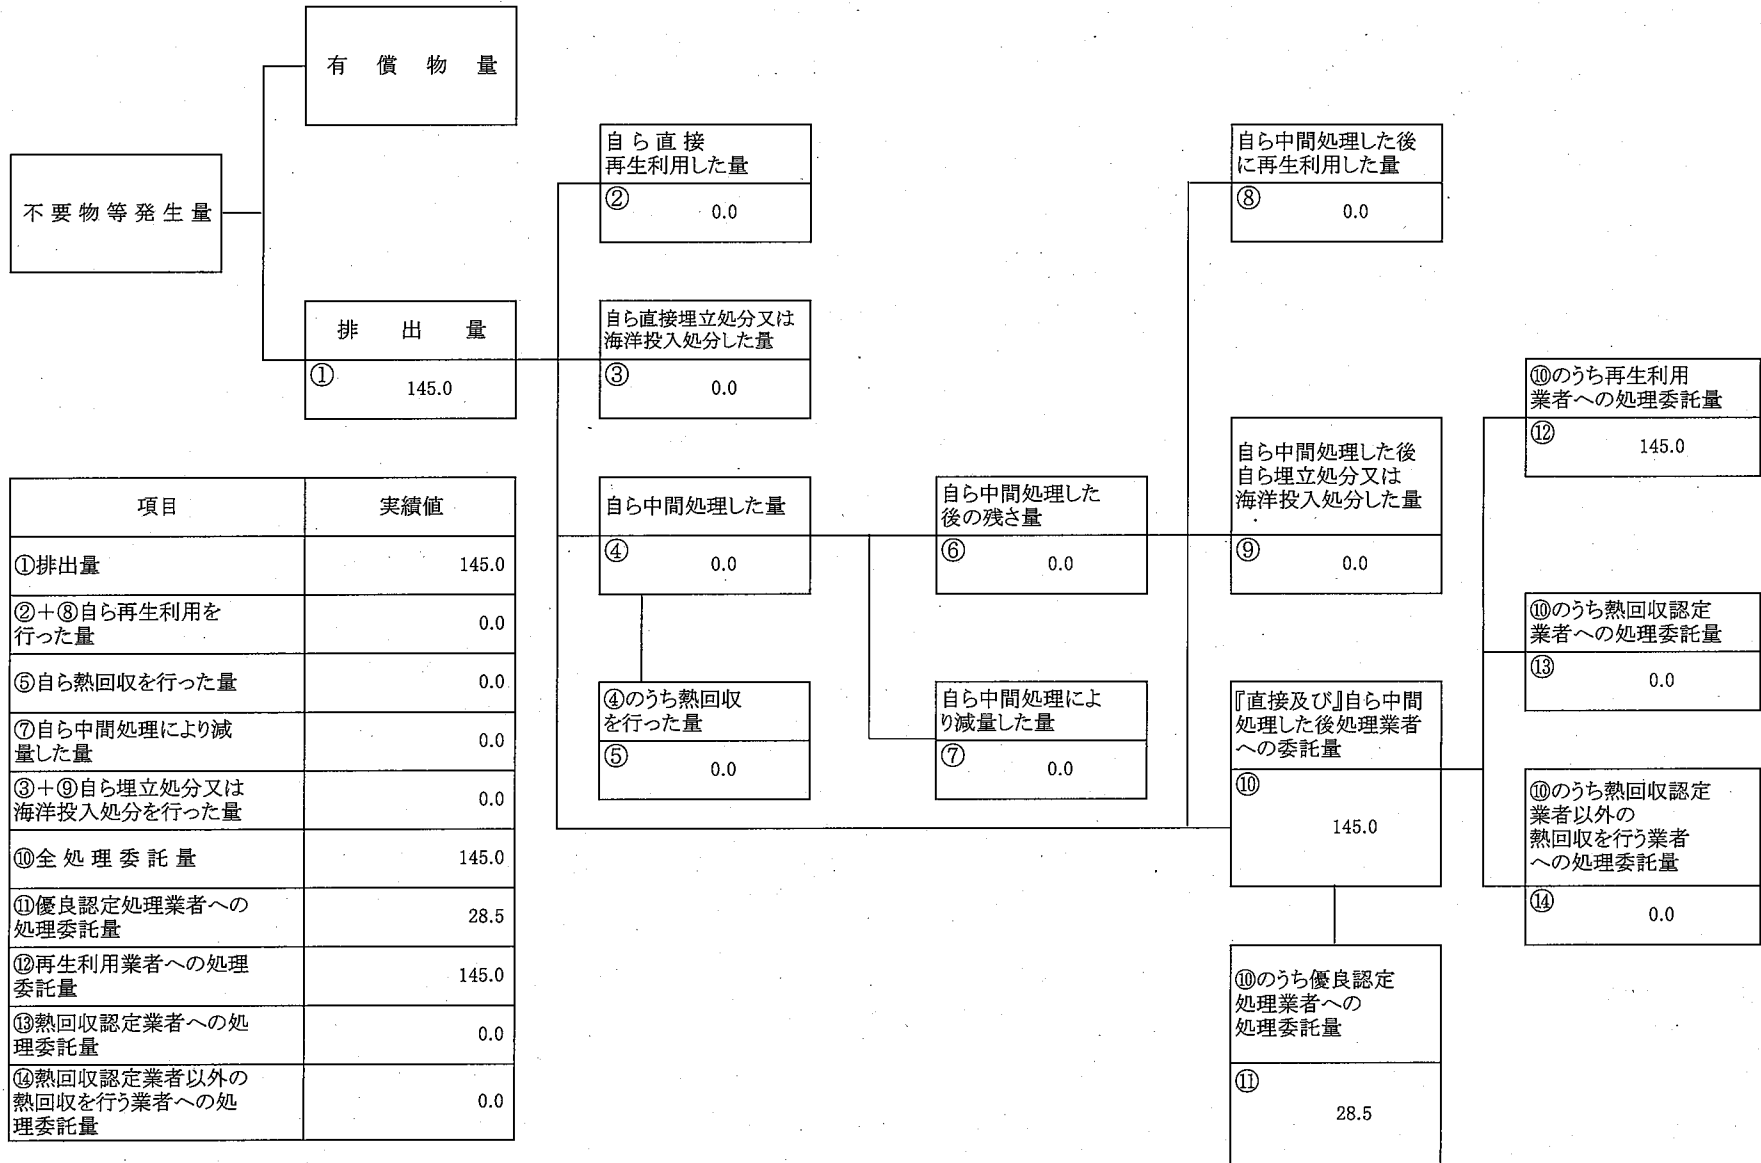 有償物量
不要物等発生量
排出量
①
145.0
自ら直接
再生利用した量
②
0.0
自ら直接埋立処分又は
海洋投入処分した量
③
0.0
自ら中間処理した量
④
0.0
④のうち熱回収
を行った量
⑤
0.0
自ら中間処理した
後の残さ量
⑥
0.0
自ら中間処理によ
り減量した量
⑦
0.0
自ら中間処理した後
に再生利用した量
⑧
0.0
自ら中間処理した後
自ら埋立処分又は
海洋投入処分した量
⑨
0.0
『直接及び』自ら中間
処理した後処理業者
への委託量
⑩
145.0
⑩のうち優良認定
処理業者への
処理委託量
⑪
28.5
⑩のうち再生利用
業者への処理委託量
⑫
145.0
⑩のうち熱回収認定
業者への処理委託量
⑬
0.0
⑩のうち熱回収認定
業者以外の
熱回収を行う業者
への処理委託量
⑭
0.0
項目 実績値
①排出量 145.0
②＋⑧自ら再生利用を
行った量 0.0
⑤自ら熱回収を行った量 0.0
⑦自ら中間処理により減
量した量 0.0
③＋⑨自ら埋立処分又は
海洋投入処分を行った量 0.0
⑩全処理委託量 145.0
⑪優良認定処理業者への
処理委託量 28.5
⑫再生利用業者への処理
委託量 145.0
⑬熱回収認定業者への処
理委託量 0.0
⑭熱回収認定業者以外の
熱回収を行う業者への処
理委託量 0.0